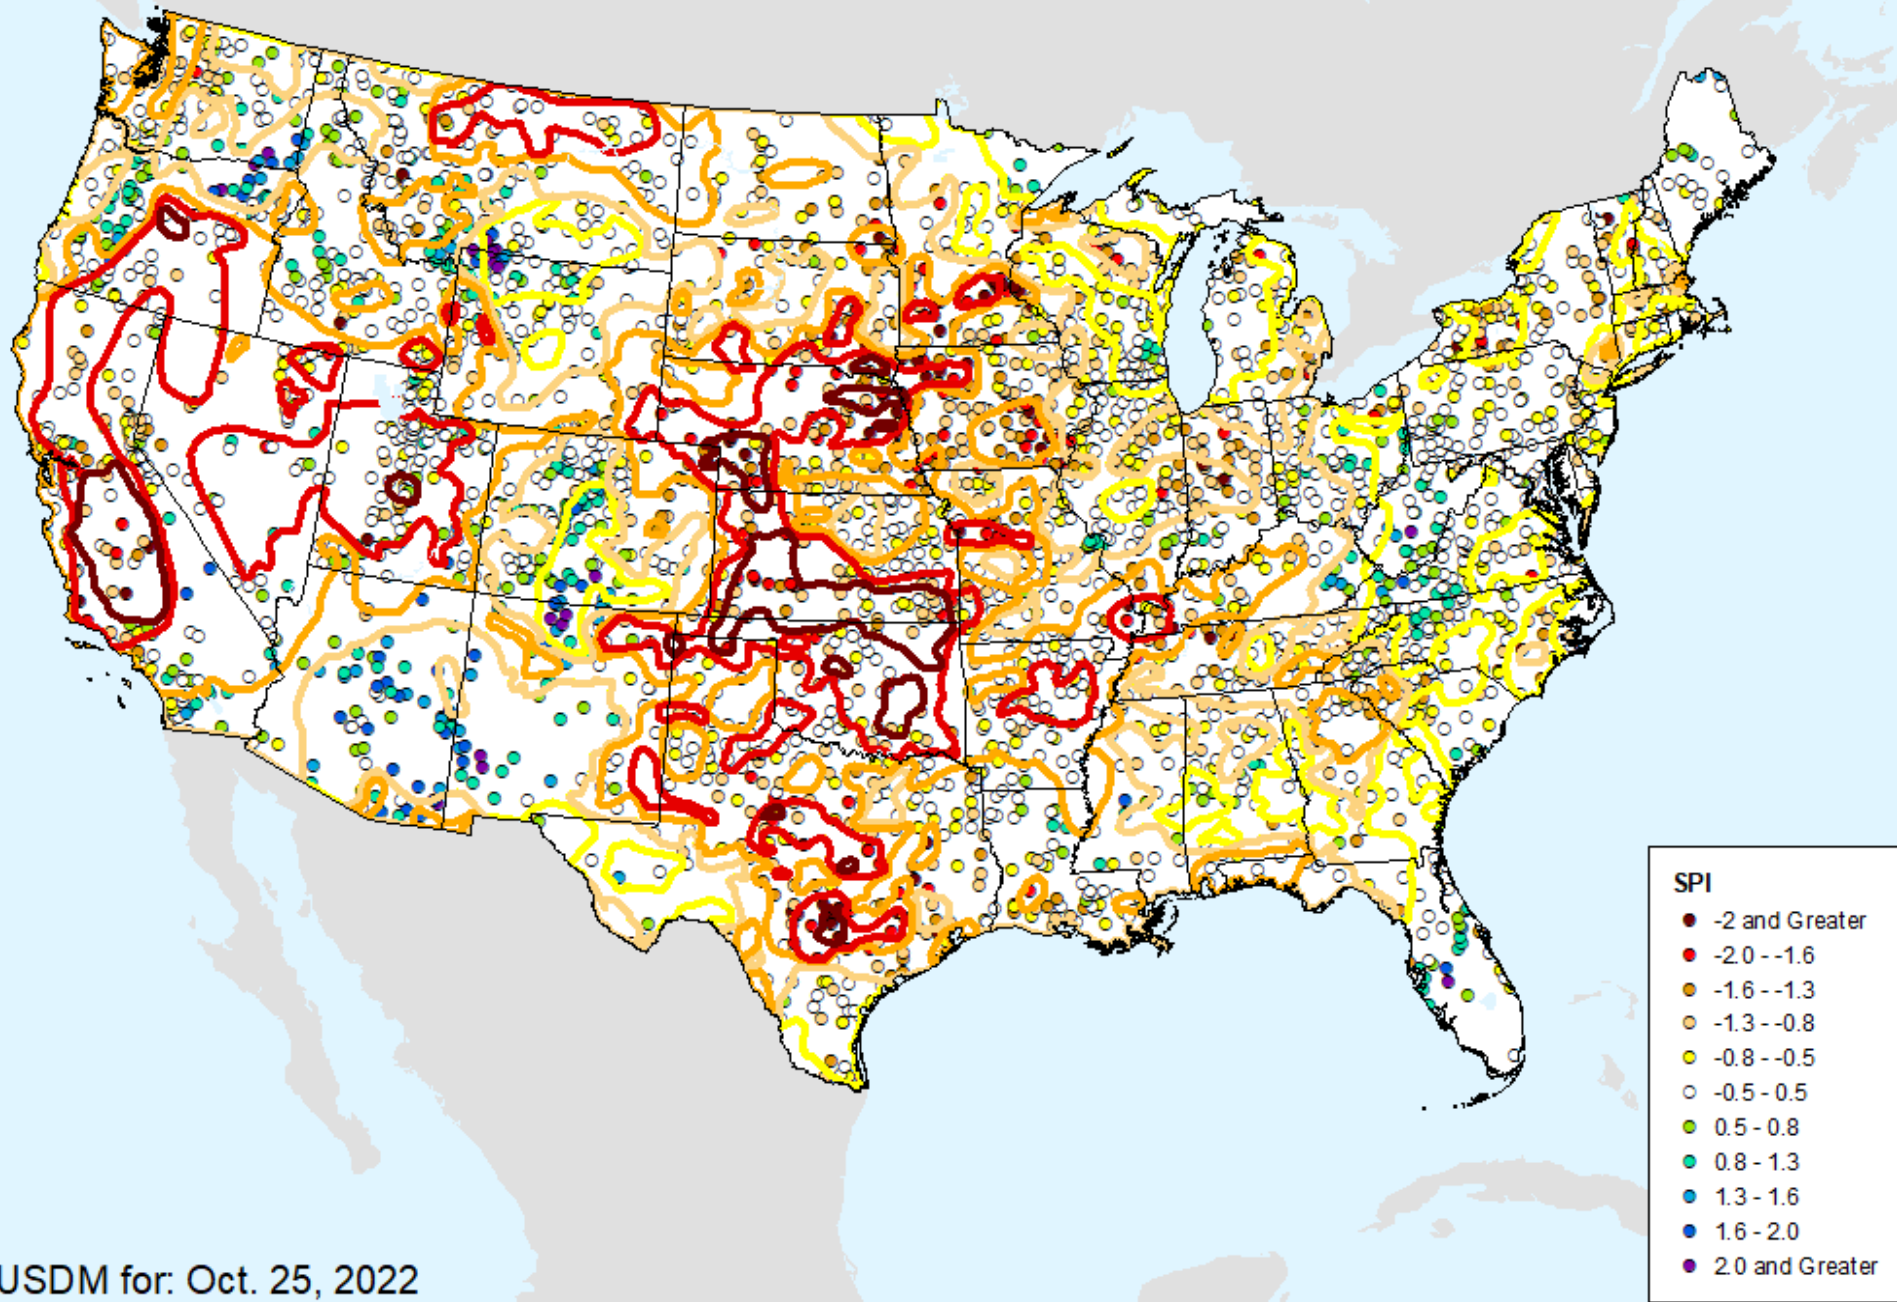 SPI
-2 and Greater
-2.0 - -1.6
-1.6 - -1.3
-1.3 - -0.8
-0.8 - -0.5
-0.5 - 0.5
0.5 - 0.8
0.8 - 1.3
1.3 - 1.6
1.6 - 2.0
2.0 and Greater
USDM for: Oct. 25, 2022